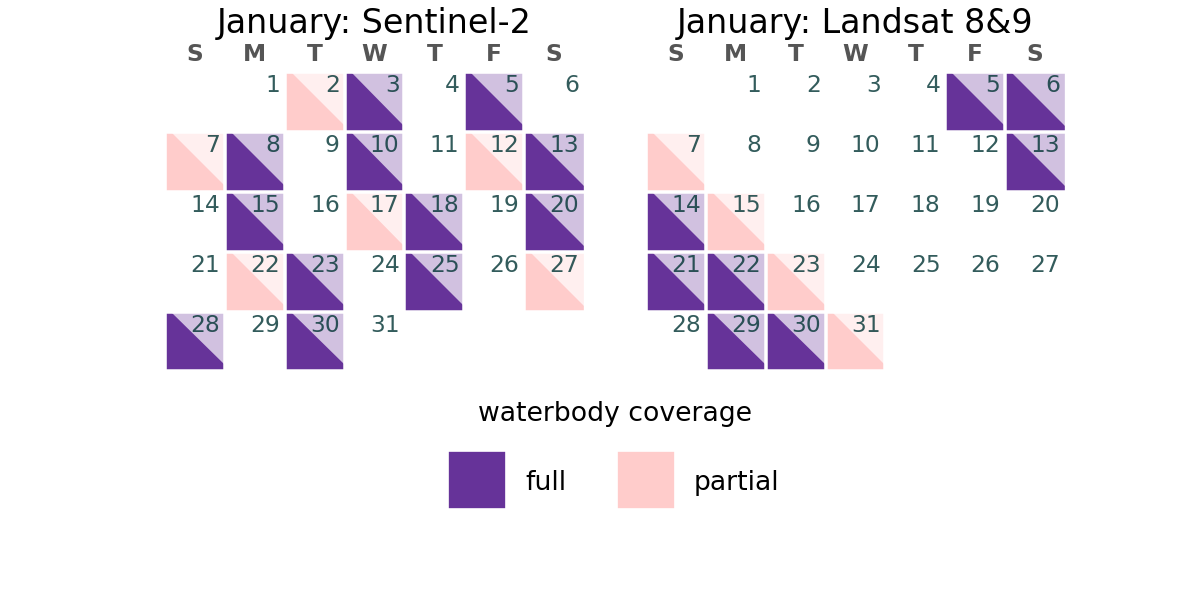 January: Sentinel-2
S M T W T F S
1 2 3 4 5 6
7 8 9 10 11 12 13
14 15 16 17 18 19 20
21 22 23 24 25 26 27
28 29 30 31
January: Landsat 8&9
S M T W T F S
1 2 3 4 5 6
7 8 9 10 11 12 13
14 15 16 17 18 19 20
21 22 23 24 25 26 27
28 29 30 31
waterbody coverage
full partial